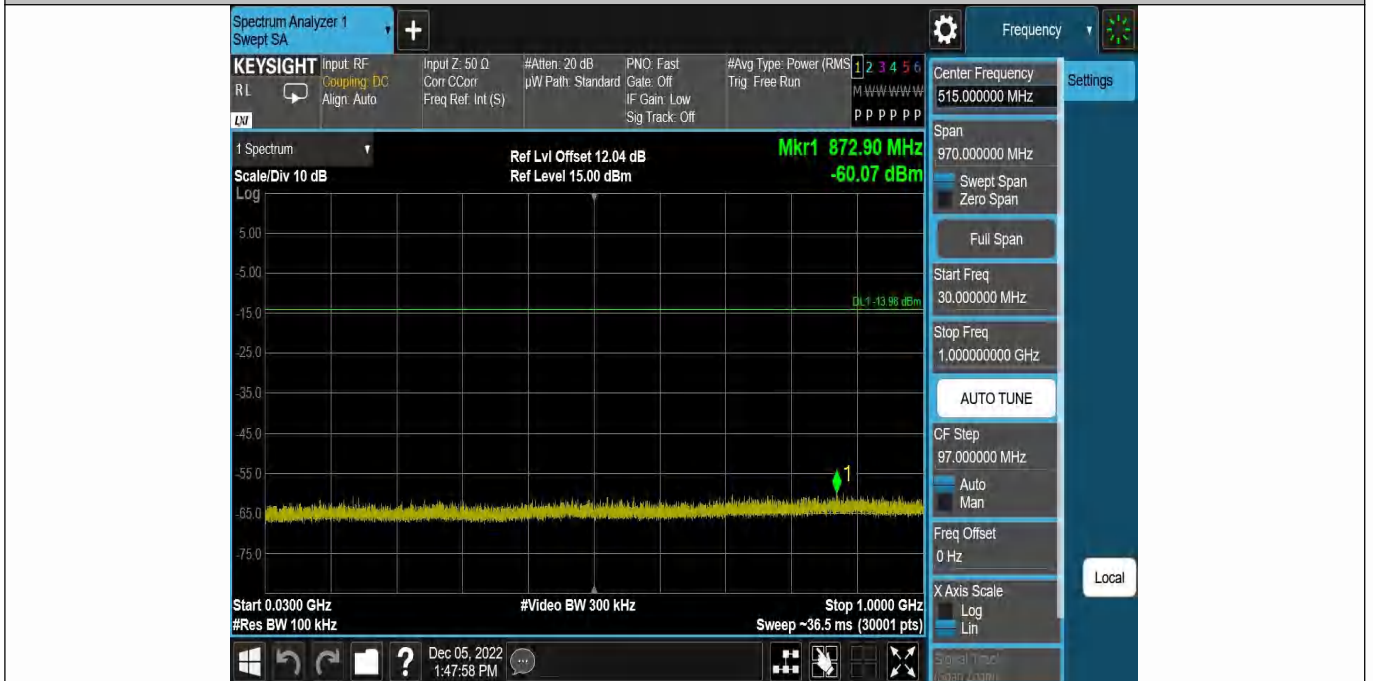 Spectrum Analyzer 1
Swept SA
+
Frequency
KEYSIGHT
RL
LXI
Input: RF
Coupling: DC
Align: Auto
Input Z: 50 Ω
Corr CCorr
Freq Ref: Int (S)
#Atten: 20 dB
µW Path: Standard
PNO: Fast
Gate: Off
IF Gain: Low
Sig Track: Off
#Avg Type: Power (RMS
Trig: Free Run
1 2 3 4 5 6
M W W W W W
P P P P P P
Center Frequency
515.000000 MHz
Settings
1 Spectrum
Scale/Div 10 dB
Ref Lvl Offset 12.04 dB
Ref Level 15.00 dBm
Mkr1 872.90 MHz
-60.07 dBm
Span
970.000000 MHz
Swept Span
Zero Span
Full Span
Start Freq
30.000000 MHz
Stop Freq
1.000000000 GHz
AUTO TUNE
CF Step
97.000000 MHz
Auto
Man
Freq Offset
0 Hz
X Axis Scale
Log
Lin
Signal Track
(Span Zoom)
Local
Log
5.00
-5.00
DL1 -13.96 dBm
-15.0
-25.0
-35.0
-45.0
-55.0
1
-65.0
-75.0
Start 0.0300 GHz
#Video BW 300 kHz
Stop 1.0000 GHz
#Res BW 100 kHz
Sweep ~36.5 ms (30001 pts)
?
Dec 05, 2022
1:47:58 PM